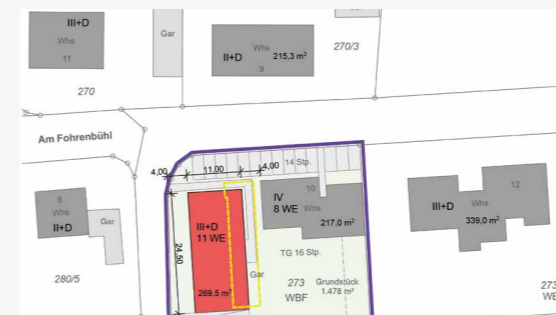 III+D
Whs
11
Gar
II+D
Whs
9
215,3 m²
270/3
270
Am Fohrenbühl
4,00
11,00
4,00
14 Stp.
8
Whs
II+D
Gar
280/5
24,50
III+D
11 WE
269,5 m²
Gar
IV
8 WE
10
Whs
217,0 m²
TG 16 Stp.
273
WBF
Grundstück
1.478 m²
III+D
12
Whs
339,0 m²
273
WE